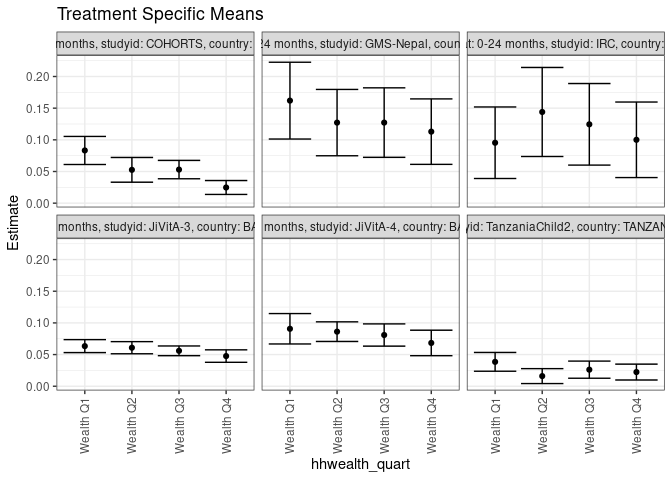 Treatment Specific Means
months, studyid: COHORTS, country:
24 months, studyid: GMS-Nepal, coun
0-24 months, studyid: IRC, country:
0.20
0.15
0.10
0.05
0.00
months, studyid: JiVitA-3, country: BA
months, studyid: JiVitA-4, country: BA
TanzaniaChild2, country: TANZAN
0.20
0.15
0.10
0.05
0.00
Estimate
Wealth Q1
Wealth Q2
Wealth Q3
Wealth Q4
Wealth Q1
Wealth Q2
Wealth Q3
Wealth Q4
Wealth Q1
Wealth Q2
Wealth Q3
Wealth Q4
hhwealth_quart